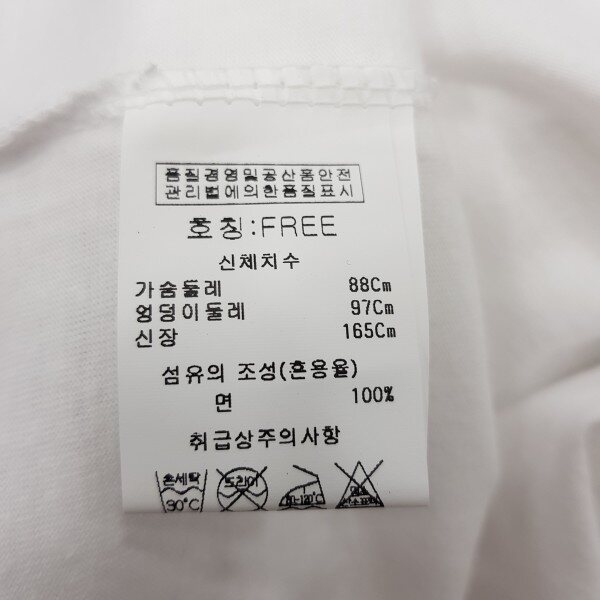 품질경영및공산품안전
관리법에의한품질표시
호칭:FREE
신체치수
가슴둘레 88Cm
엉덩이둘레 97Cm
신장 165Cm
섬유의 조성(혼용율)
면 100%
취급상주의사항
손세탁 드라이
30°C 80-120°C